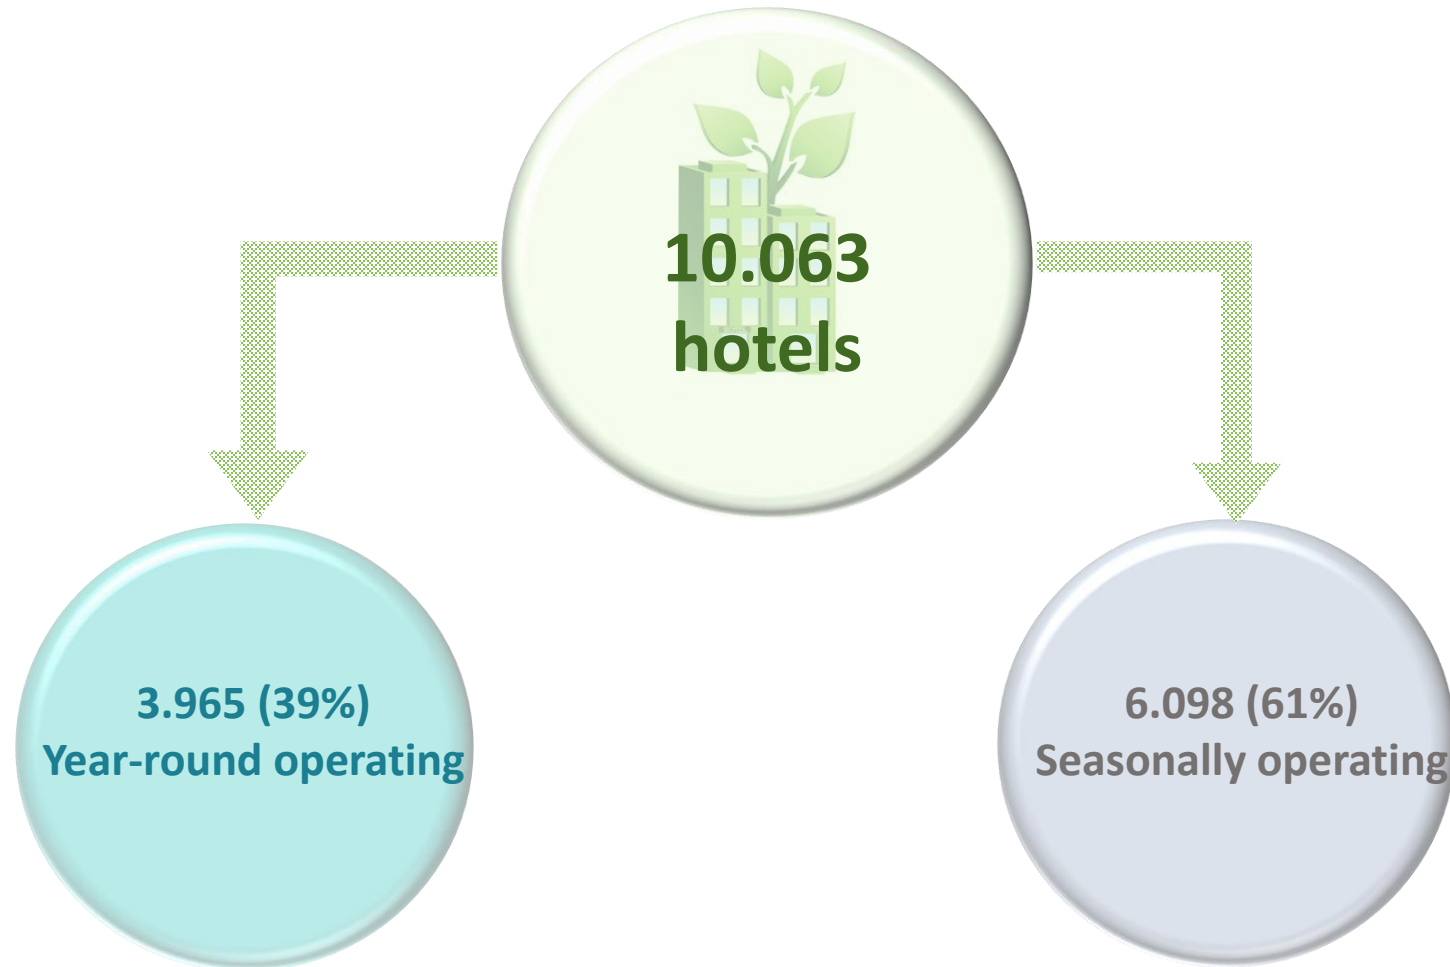 10.063
hotels
3.965 (39%)
Year-round operating
6.098 (61%)
Seasonally operating